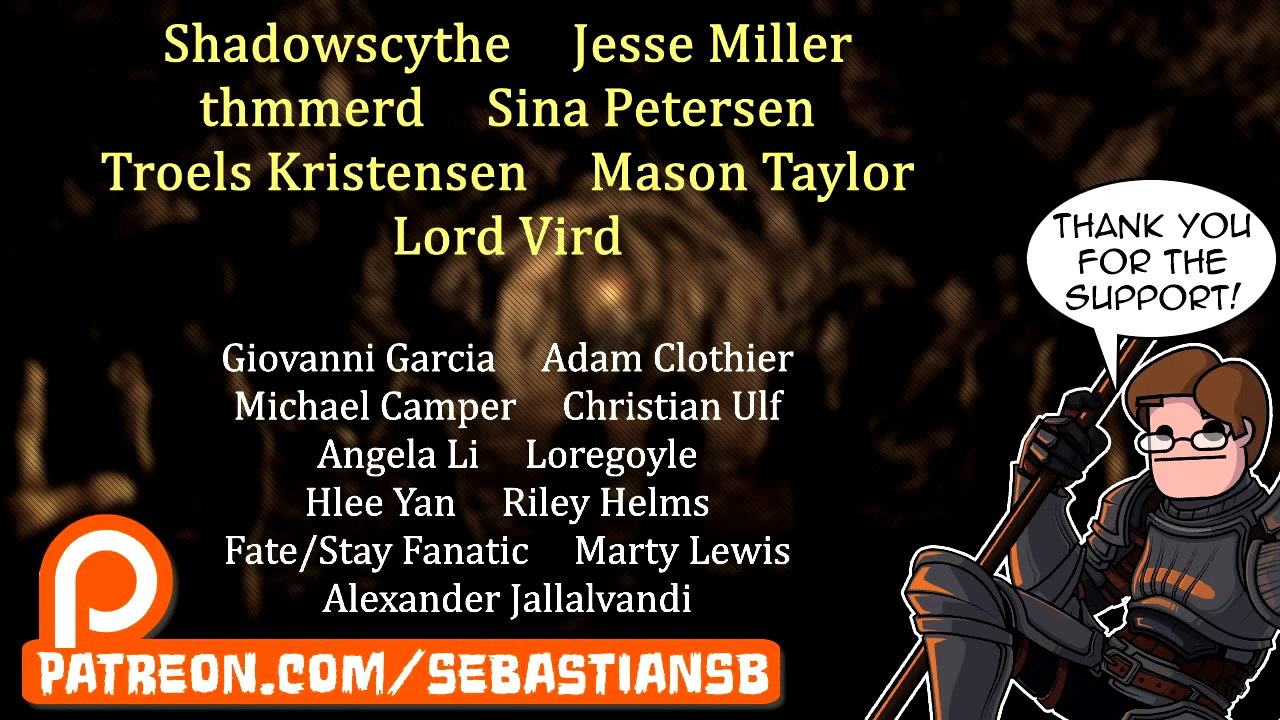 Shadowscythe Jesse Miller
thmmerd Sina Petersen
Troels Kristensen Mason Taylor
Lord Vird
Giovanni Garcia Adam Clothier
Michael Camper Christian Ulf
Angela Li Loregoyle
Hlee Yan Riley Helms
Fate/Stay Fanatic Marty Lewis
Alexander Jallalvandi
THANK YOU
FOR THE
SUPPORT!
PATREON.COM/SEBASTIANSB